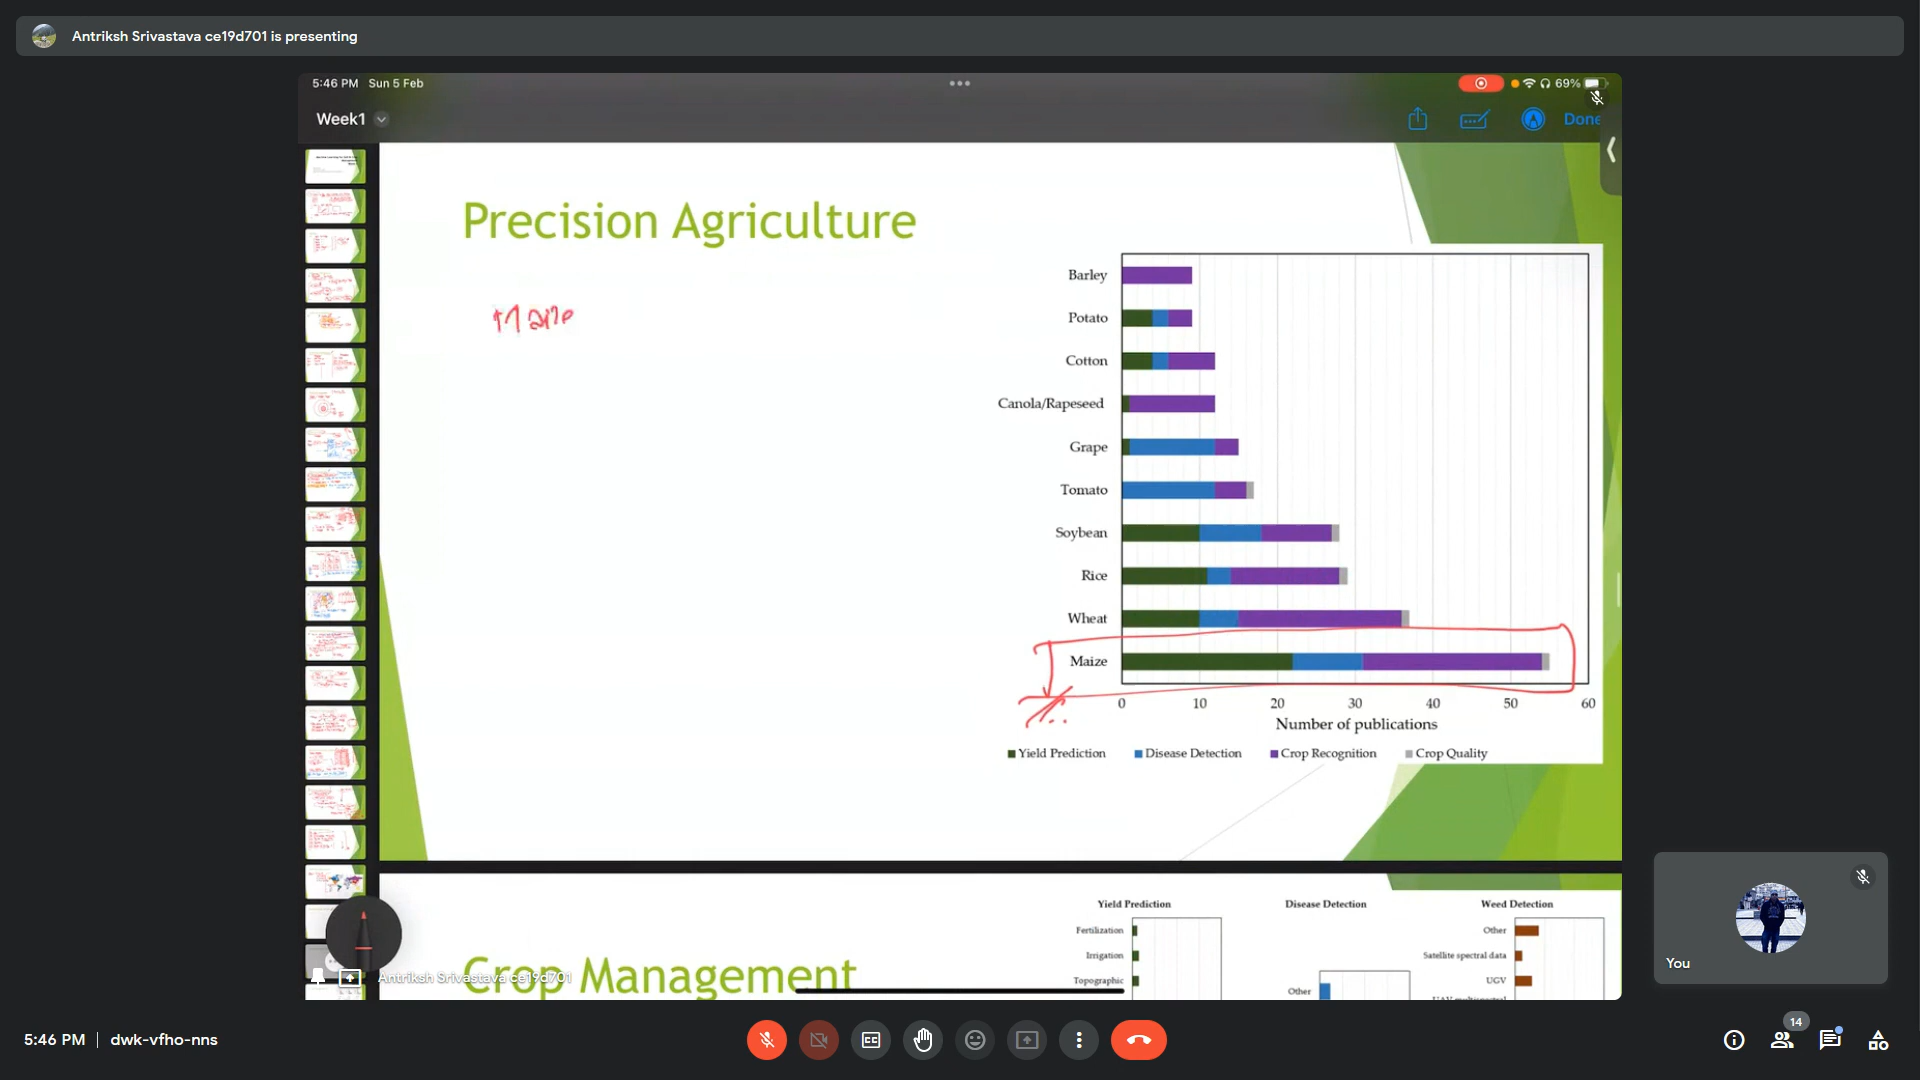 Antriksh Srivastava ce19d701 is presenting
5:46 PM Sun 5 Feb
69%
Week1
Done
Precision Agriculture
Barley
Potato
Cotton
Canola/Rapeseed
Grape
Tomato
Soybean
Rice
Wheat
Maize
0 10 20 30 40 50 60
Number of publications
Yield Prediction Disease Detection Crop Recognition Crop Quality
Crop Management
Yield Prediction Disease Detection Weed Detection
Fertilization
Irrigation
Topographic
Other
Other
Satellite spectral data
UGV
Antriksh Srivastava ce19d701
You
5:46 PM | dwk-vfho-nns
14